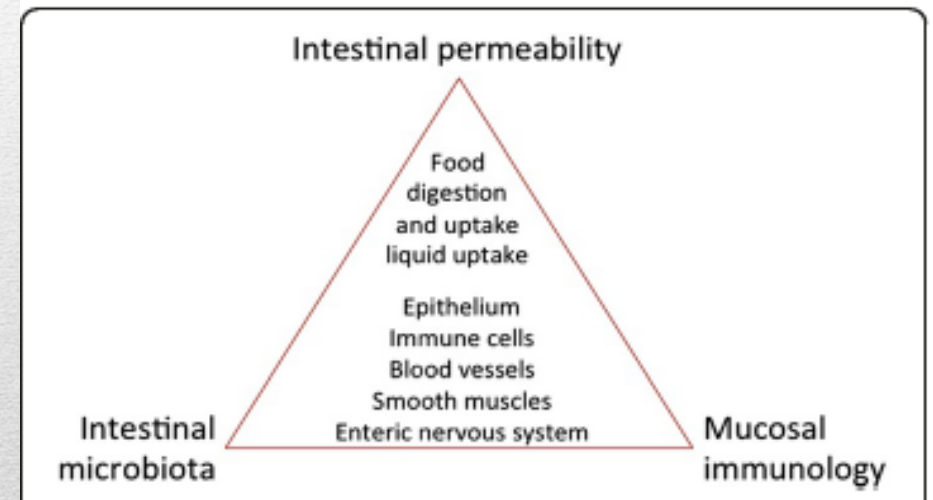 Intestinal permeability
Food
digestion
and uptake
liquid uptake
Epithelium
Immune cells
Blood vessels
Smooth muscles
Enteric nervous system
Intestinal
microbiota
Mucosal
immunology